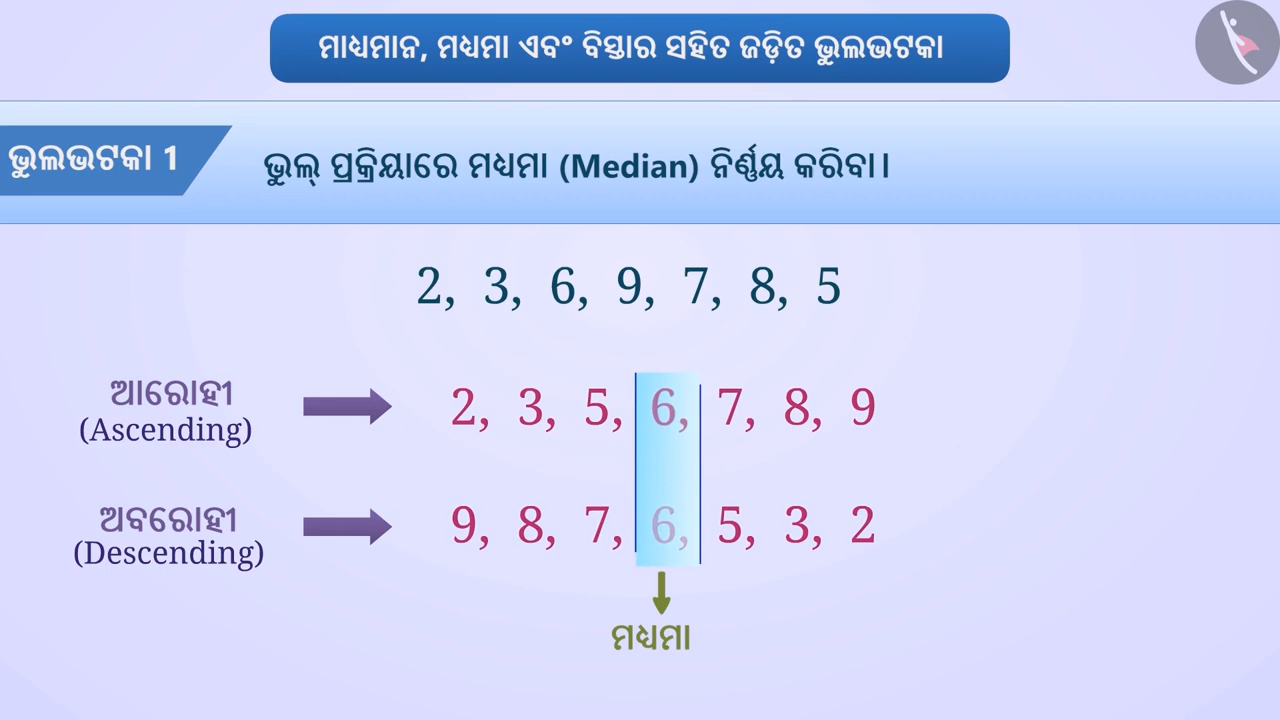 ମାଧ୍ୟମାନ, ମଧ୍ୟମା ଏବଂ ବିସ୍ତାର ସହିତ ଜଡ଼ିତ ଭୁଲଭଟକା
ଭୁଲଭଟକା 1
ଭୁଲ୍ ପ୍ରକ୍ରିୟାରେ ମଧ୍ୟମା (Median) ନିର୍ଣ୍ଣୟ କରିବା।
2, 3, 6, 9, 7, 8, 5
ଆରୋହୀ
(Ascending)
2, 3, 5, 6, 7, 8, 9
ଅବରୋହୀ
(Descending)
9, 8, 7, 6, 5, 3, 2
ମଧ୍ୟମା